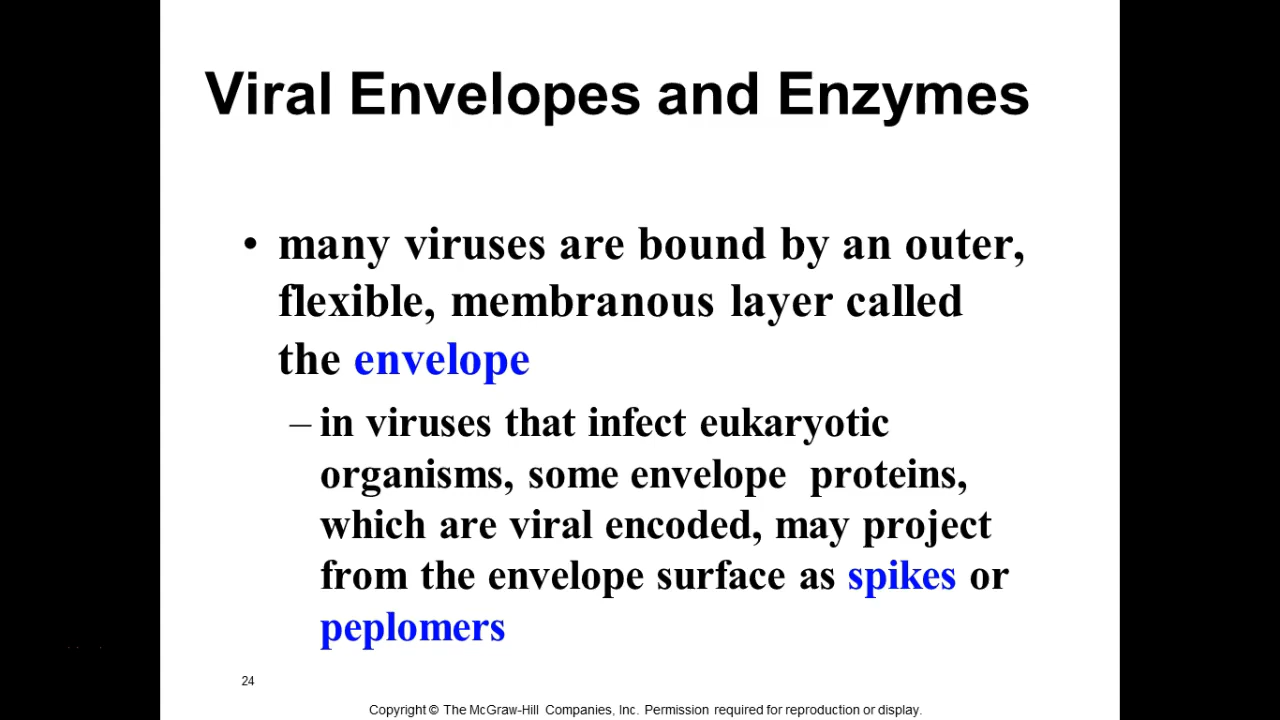 Viral Envelopes and Enzymes
• many viruses are bound by an outer,
flexible, membranous layer called
the envelope
– in viruses that infect eukaryotic
organisms, some envelope  proteins,
which are viral encoded, may project
from the envelope surface as spikes or
peplomers
24
Copyright © The McGraw-Hill Companies, Inc. Permission required for reproduction or display.